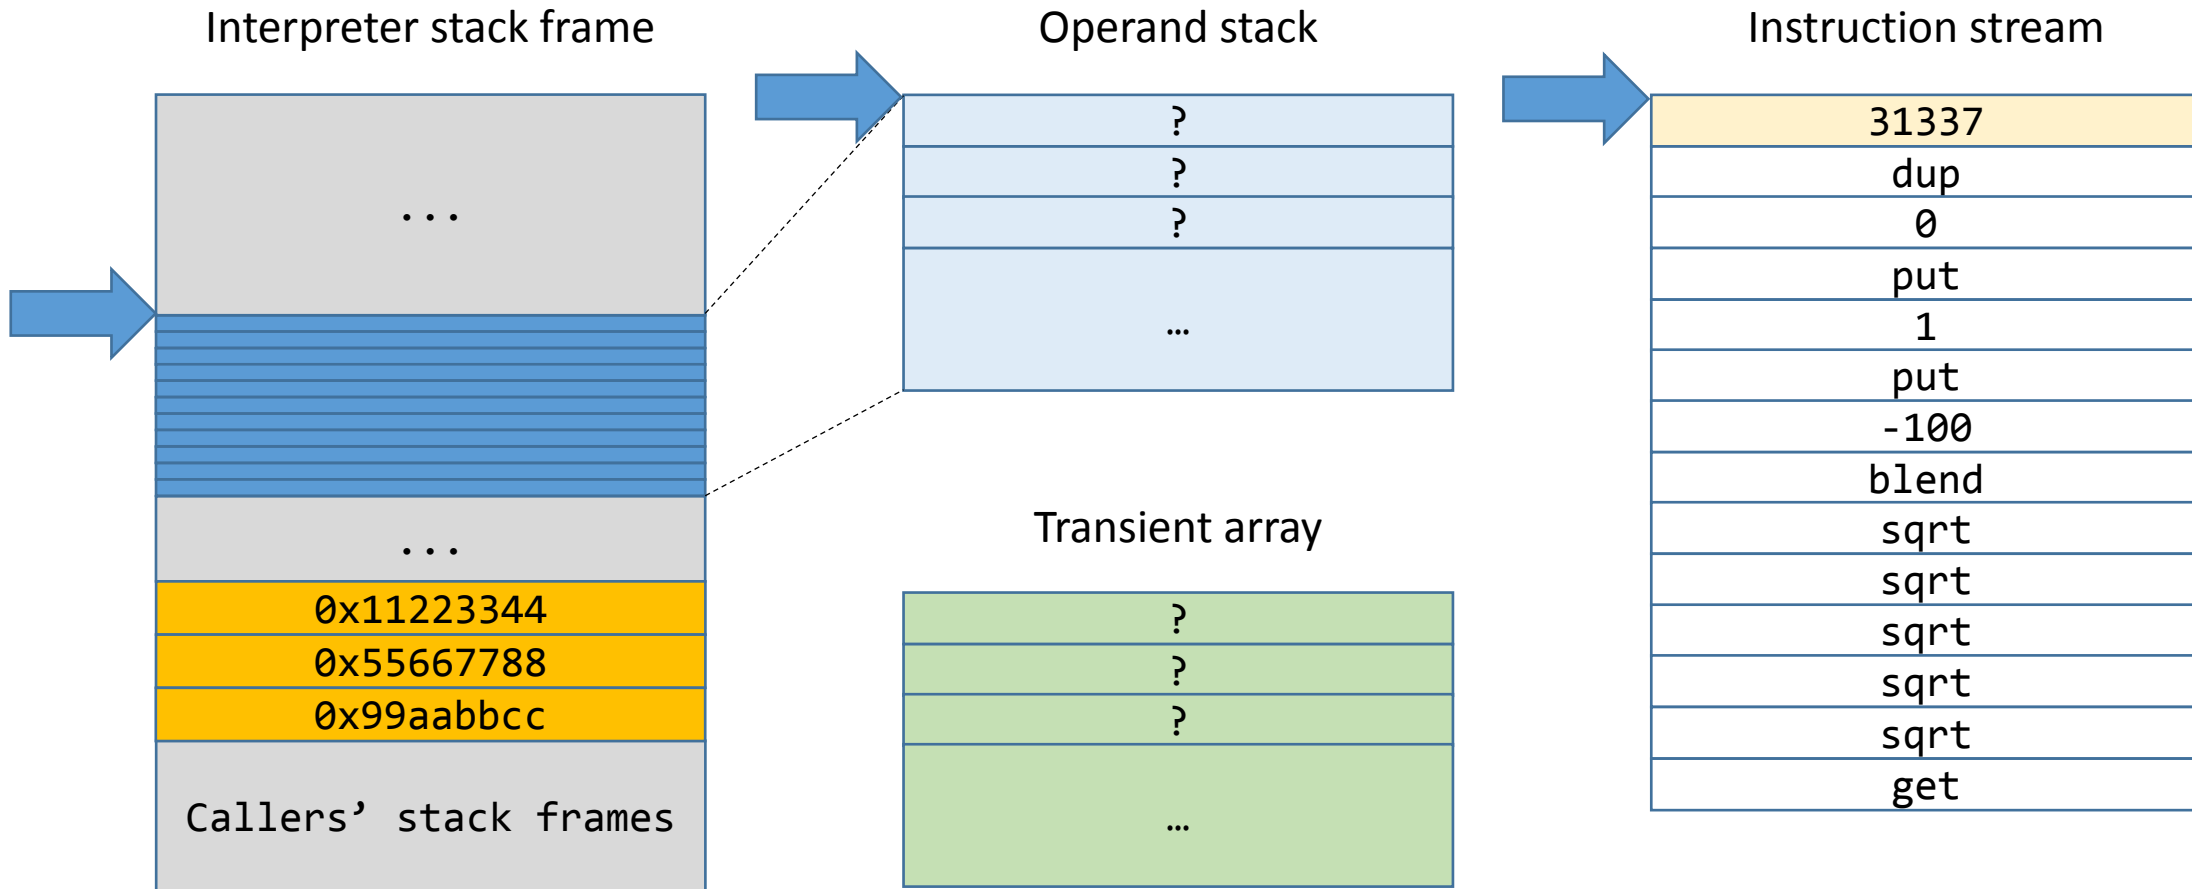 Interpreter stack frame
...
...
0x11223344
0x55667788
0x99aabbcc
Callers’ stack frames
Operand stack
?
?
?
…
Transient array
?
?
?
…
Instruction stream
31337
dup
0
put
1
put
-100
blend
sqrt
sqrt
sqrt
sqrt
sqrt
get